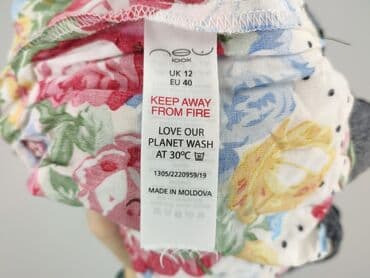 new
look
UK 12
EU 40
KEEP AWAY
FROM FIRE
LOVE OUR
PLANET WASH
AT 30ºC
1305/2220959/19
MADE IN MOLDOVA